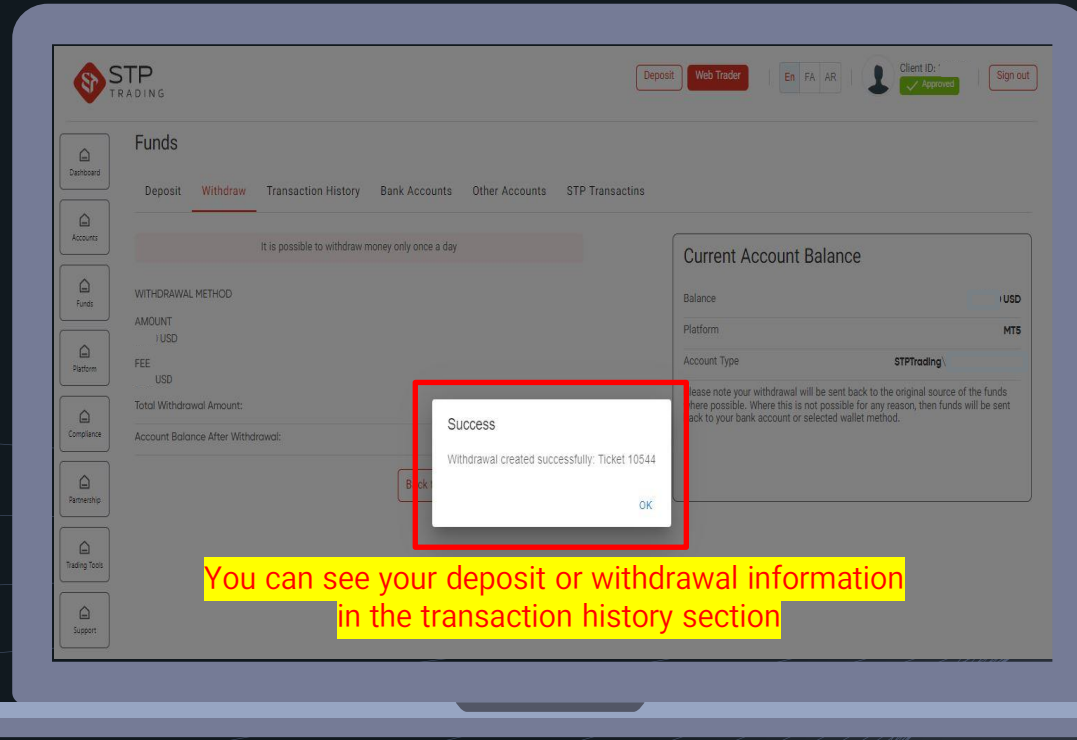 STP
TRADING
Deposit
Web Trader
En FA AR
Client ID: '
Approved
Sign out
Dashboard
Accounts
Funds
Platform
Compliance
Partnership
Trading Tools
Support
Funds
Deposit Withdraw Transaction History Bank Accounts Other Accounts STP Transactins
It is possible to withdraw money only once a day
WITHDRAWAL METHOD
AMOUNT
USD
FEE
USD
Total Withdrawal Amount:
Account Balance After Withdrawal:
Current Account Balance
Balance USD
Platform MT5
Account Type STPTrading\
Please note your withdrawal will be sent back to the original source of the funds
where possible. Where this is not possible for any reason, then funds will be sent
back to your bank account or selected wallet method.
Success
Withdrawal created successfully: Ticket 10544
OK
You can see your deposit or withdrawal information
in the transaction history section